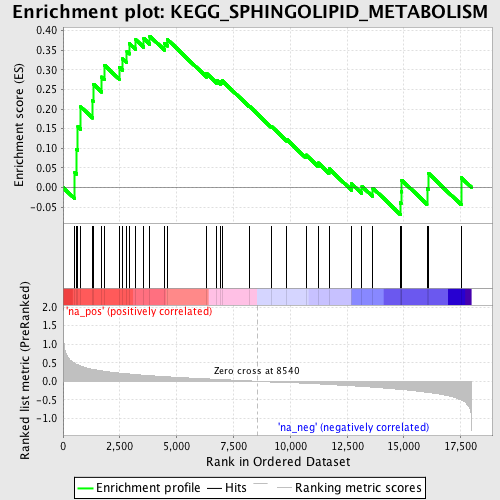 Enrichment plot: KEGG_SPHINGOLIPID_METABOLISM
Enrichment score (ES)
0.40
0.35
0.30
0.25
0.20
0.15
0.10
0.05
0.00
-0.05
'na_pos' (positively correlated)
Ranked list metric (PreRanked)
2.0
1.5
1.0
0.5
0.0
-0.5
-1.0
Zero cross at 8540
'na_neg' (negatively correlated)
0 2,500 5,000 7,500 10,000 12,500 15,000 17,500
Rank in Ordered Dataset
Enrichment profile Hits Ranking metric scores